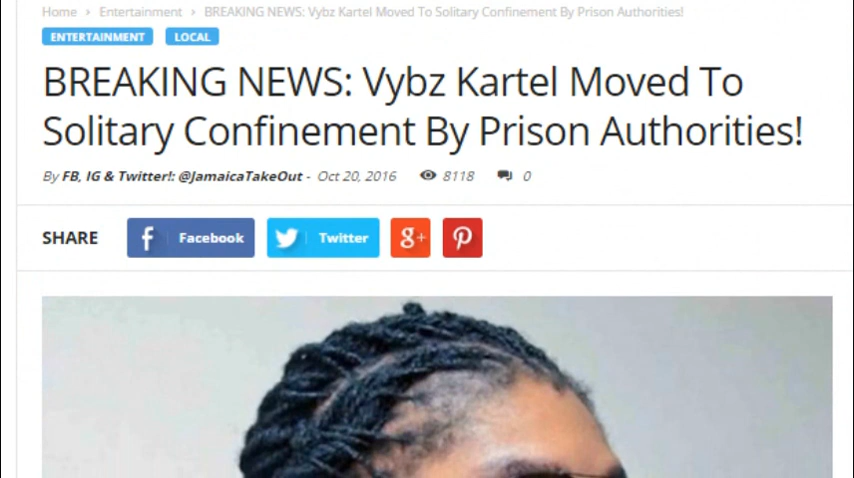 Home › Entertainment › BREAKING NEWS: Vybz Kartel Moved To Solitary Confinement By Prison Authorities!
ENTERTAINMENT LOCAL
BREAKING NEWS: Vybz Kartel Moved To
Solitary Confinement By Prison Authorities!
By FB, IG & Twitter!: @JamaicaTakeOut - Oct 20, 2016 8118 0
SHARE f Facebook Twitter g+